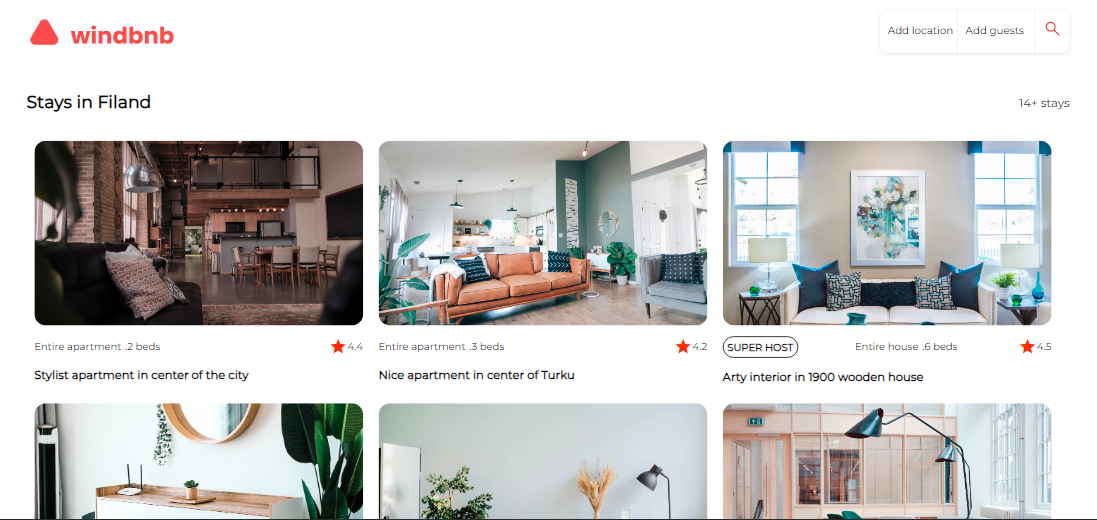 windbnb
Add location
Add guests
Stays in Filand
14+ stays
Entire apartment .2 beds
4.4
Entire apartment .3 beds
4.2
SUPER HOST
Entire house .6 beds
4.5
Stylist apartment in center of the city
Nice apartment in center of Turku
Arty interior in 1900 wooden house